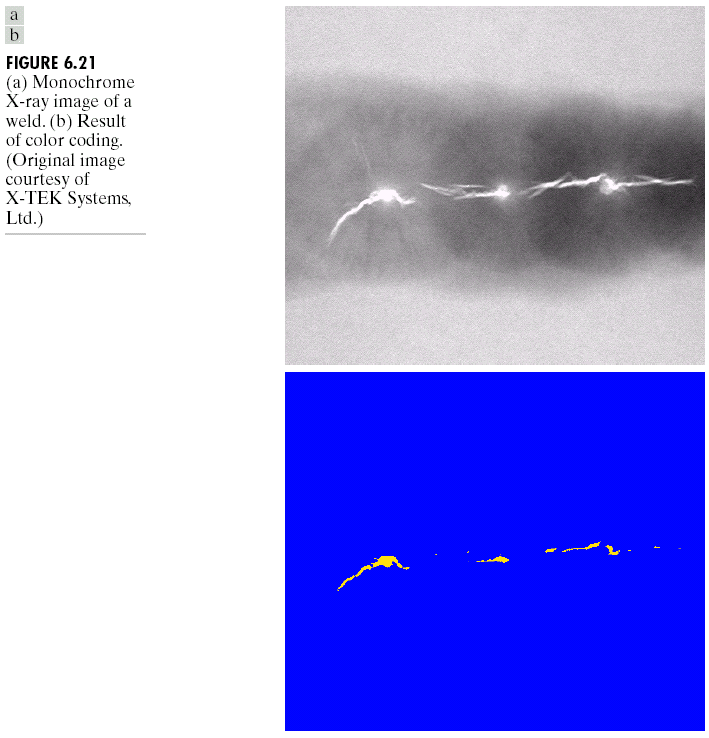 a
b
FIGURE 6.21
(a) Monochrome
X-ray image of a
weld. (b) Result
of color coding.
(Original image
courtesy of
X-TEK Systems,
Ltd.)